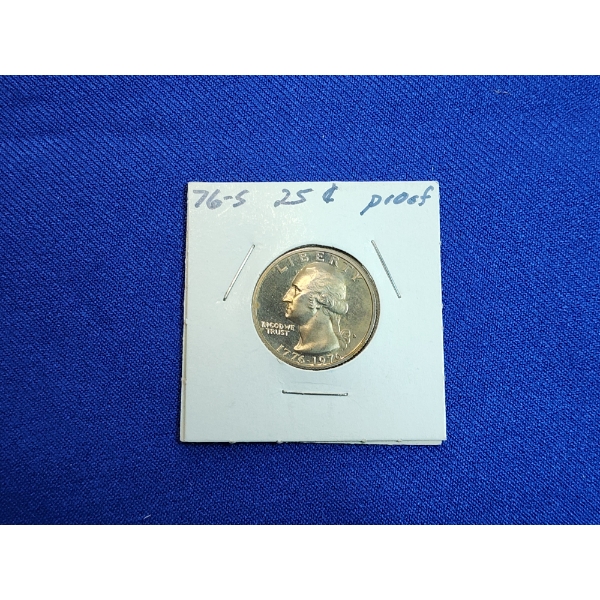 76-S 25¢ proof
LIBERTY
IN GOD WE
TRUST
1776-1976